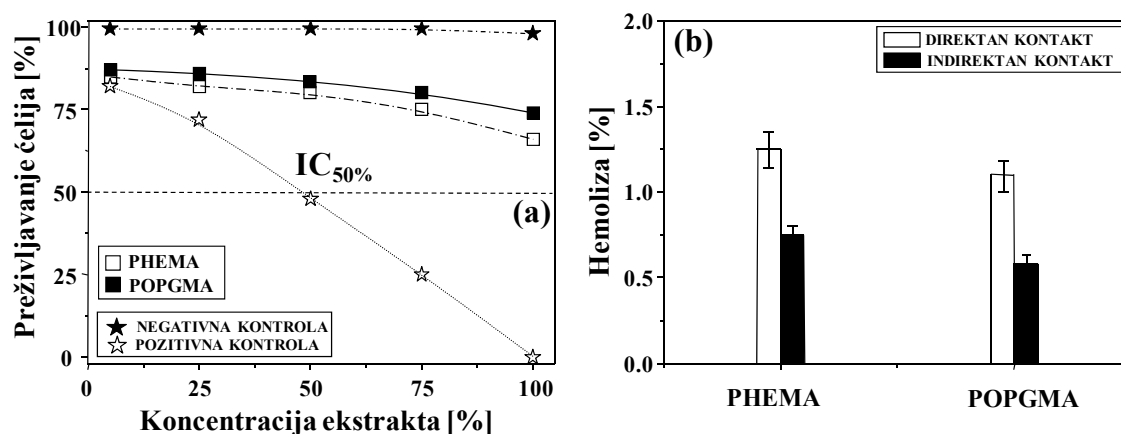 100
75
50
25
0
Preživljavanje ćelija [%]
IC50%
(a)
PHEMA
POPGMA
NEGATIVNA KONTROLA
POZITIVNA KONTROLA
0 25 50 75 100
Koncentracija ekstrakta [%]
(b)
DIREKTAN KONTAKT
INDIREKTAN KONTAKT
2.0
1.5
1.0
0.5
0.0
Hemoliza [%]
PHEMA POPGMA